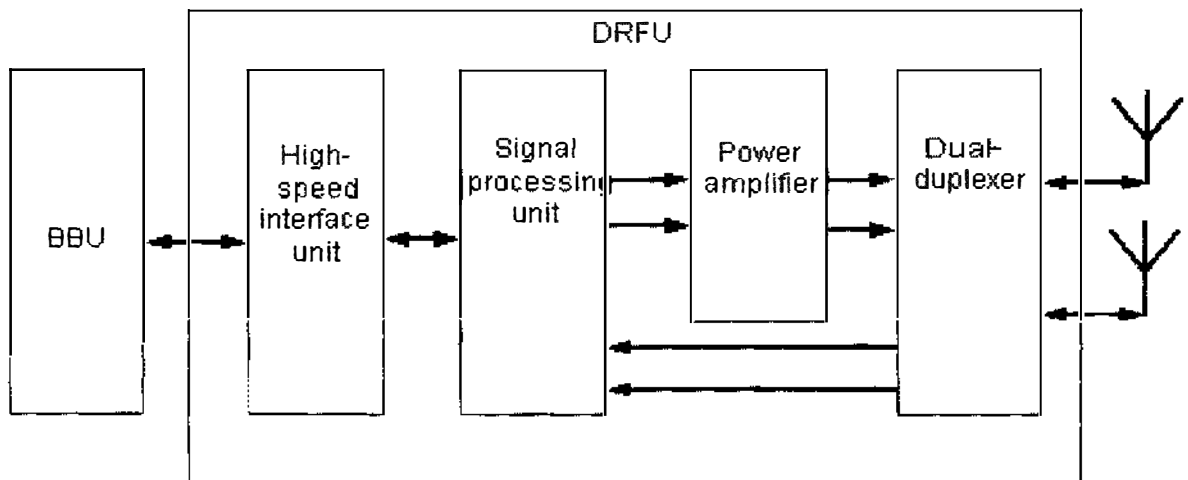 DRFU
BBU
High-
speed
interface
unit
Signal
processing
unit
Power
amplifier
Dual-
duplexer